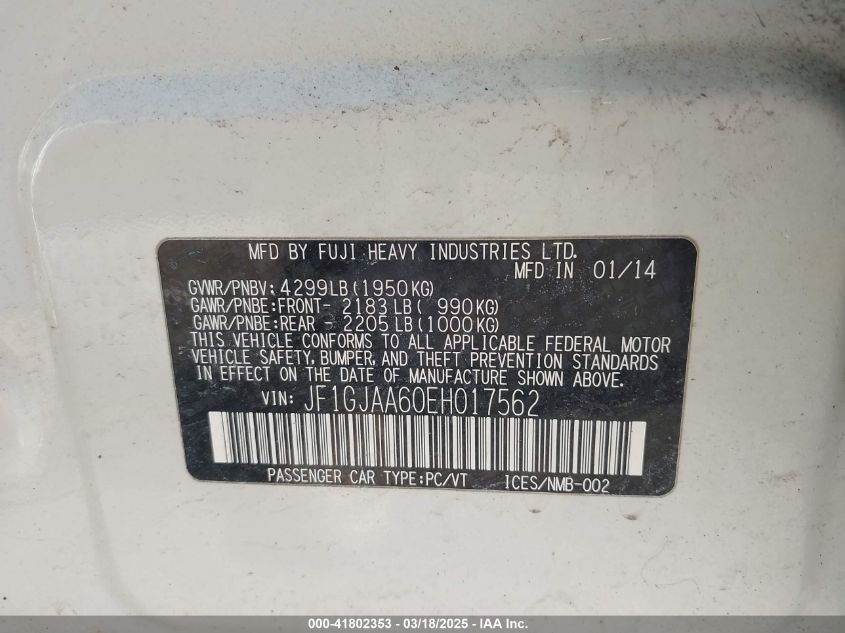 MFD BY FUJI HEAVY INDUSTRIES LTD.
MFD IN 01/14
GVWR/PNBV: 4299LB(1950KG)
GAWR/PNBE:FRONT- 2183LB( 990KG)
GAWR/PNBE:REAR - 2205LB(1000KG)
THIS VEHICLE CONFORMS TO ALL APPLICABLE FEDERAL MOTOR
VEHICLE SAFETY, BUMPER, AND THEFT PREVENTION STANDARDS
IN EFFECT ON THE DATE OF MANUFACTURE SHOWN ABOVE.
VIN: JF1GJAA60EH017562
PASSENGER CAR TYPE:PC/VT ICES/NMB-002
000-41802353 - 03/18/2025 - IAA Inc.